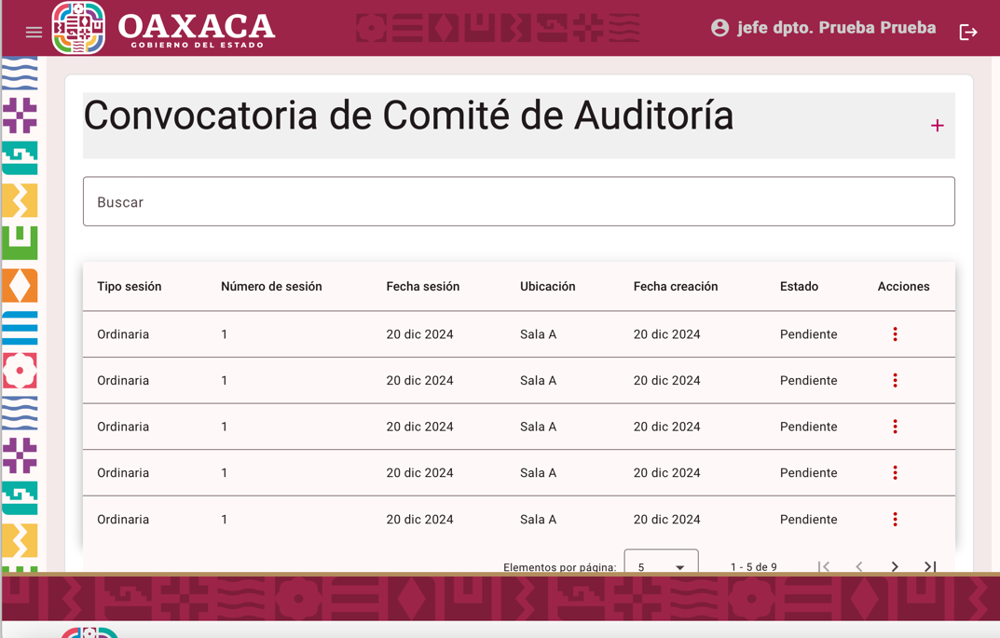 OAXACA
GOBIERNO DEL ESTADO
jefe dpto. Prueba Prueba
Convocatoria de Comité de Auditoría
+
Buscar
Tipo sesión Número de sesión Fecha sesión Ubicación Fecha creación Estado Acciones
Ordinaria 1 20 dic 2024 Sala A 20 dic 2024 Pendiente
Ordinaria 1 20 dic 2024 Sala A 20 dic 2024 Pendiente
Ordinaria 1 20 dic 2024 Sala A 20 dic 2024 Pendiente
Ordinaria 1 20 dic 2024 Sala A 20 dic 2024 Pendiente
Ordinaria 1 20 dic 2024 Sala A 20 dic 2024 Pendiente
Elementos por página: 5 1 - 5 de 9